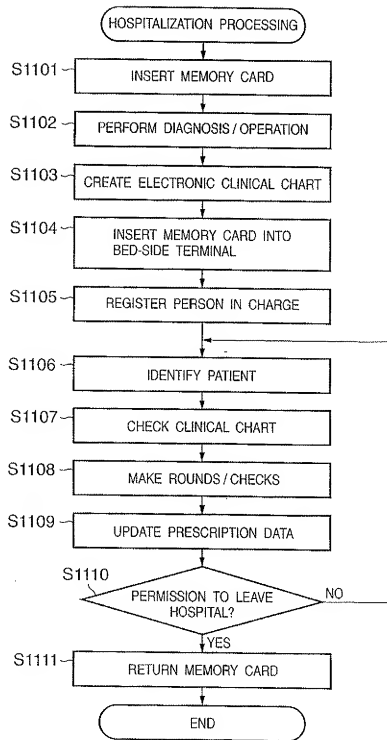 HOSPITALIZATION PROCESSING
S1101
INSERT MEMORY CARD
S1102
PERFORM DIAGNOSIS/OPERATION
S1103
CREATE ELECTRONIC CLINICAL CHART
S1104
INSERT MEMORY CARD INTO
BED-SIDE TERMINAL
S1105
REGISTER PERSON IN CHARGE
S1106
IDENTIFY PATIENT
S1107
CHECK CLINICAL CHART
S1108
MAKE ROUNDS/CHECKS
S1109
UPDATE PRESCRIPTION DATA
S1110
PERMISSION TO LEAVE
HOSPITAL?
NO
YES
S1111
RETURN MEMORY CARD
END